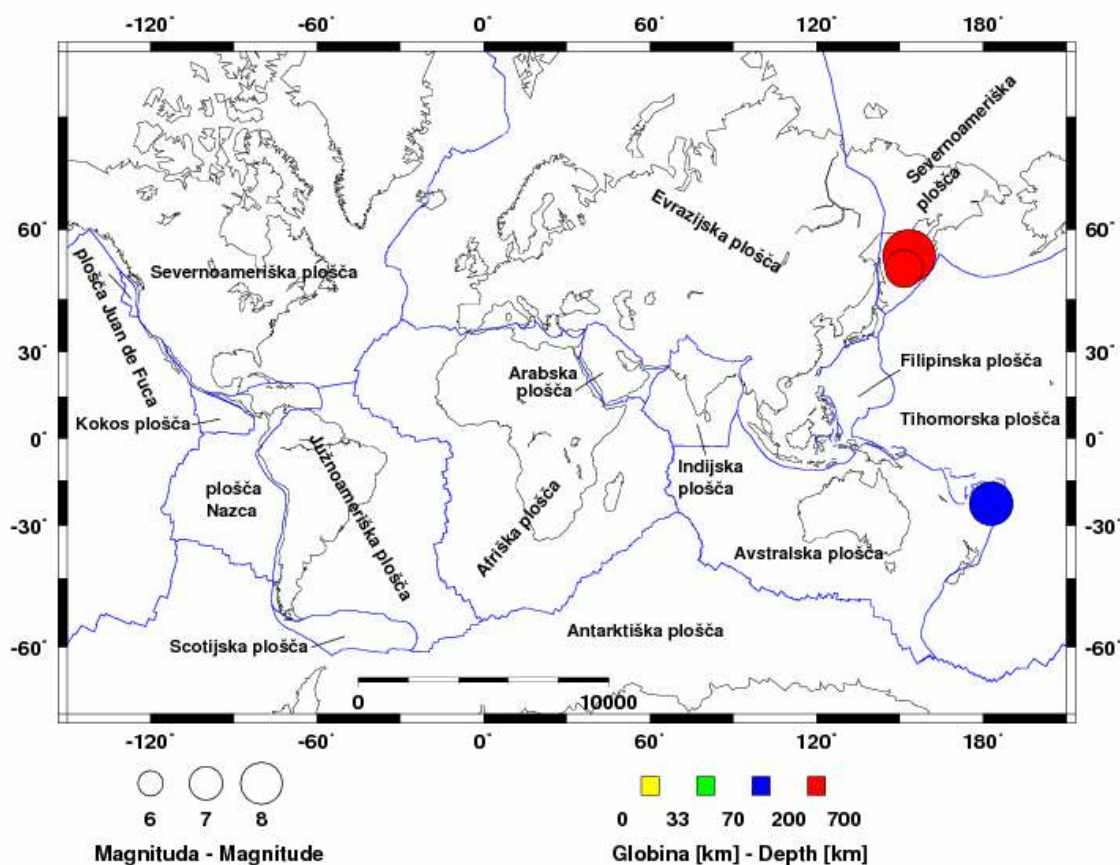 -120° -60° 0° 60° 120° 180°
60° 60°
30° 30°
0° 0°
-30° -30°
-60° -60°
Severnoameriška plošča
plošča Juan de Fuca
Severnoameriška
plošča
Evrazijska plošča
Kokos plošča
Arabska
plošča
Filipinska plošča
Tihomorska plošča
plošča
Nazca
Južnoameriška plošča
Afriška plošča
Indijska
plošča
Avstralska plošča
Scotijska plošča
Antarktiška plošča
0 10000
-120° -60° 0° 60° 120° 180°
6 7 8
Magnituda - Magnitude
0 33 70 200 700
Globina [km] - Depth [km]